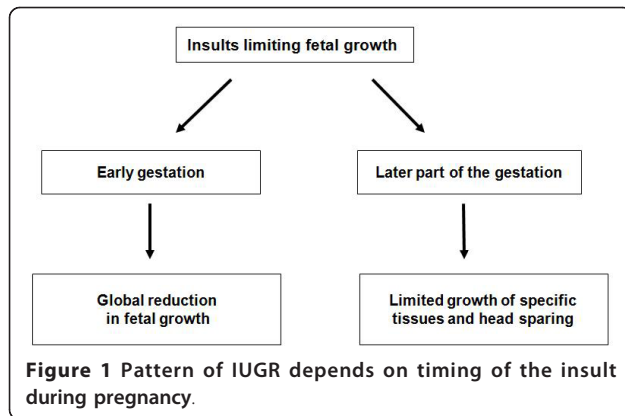 Insults limiting fetal growth
Early gestation
Later part of the gestation
Global reduction
in fetal growth
Limited growth of specific
tissues and head sparing
Figure 1 Pattern of IUGR depends on timing of the insult
during pregnancy.